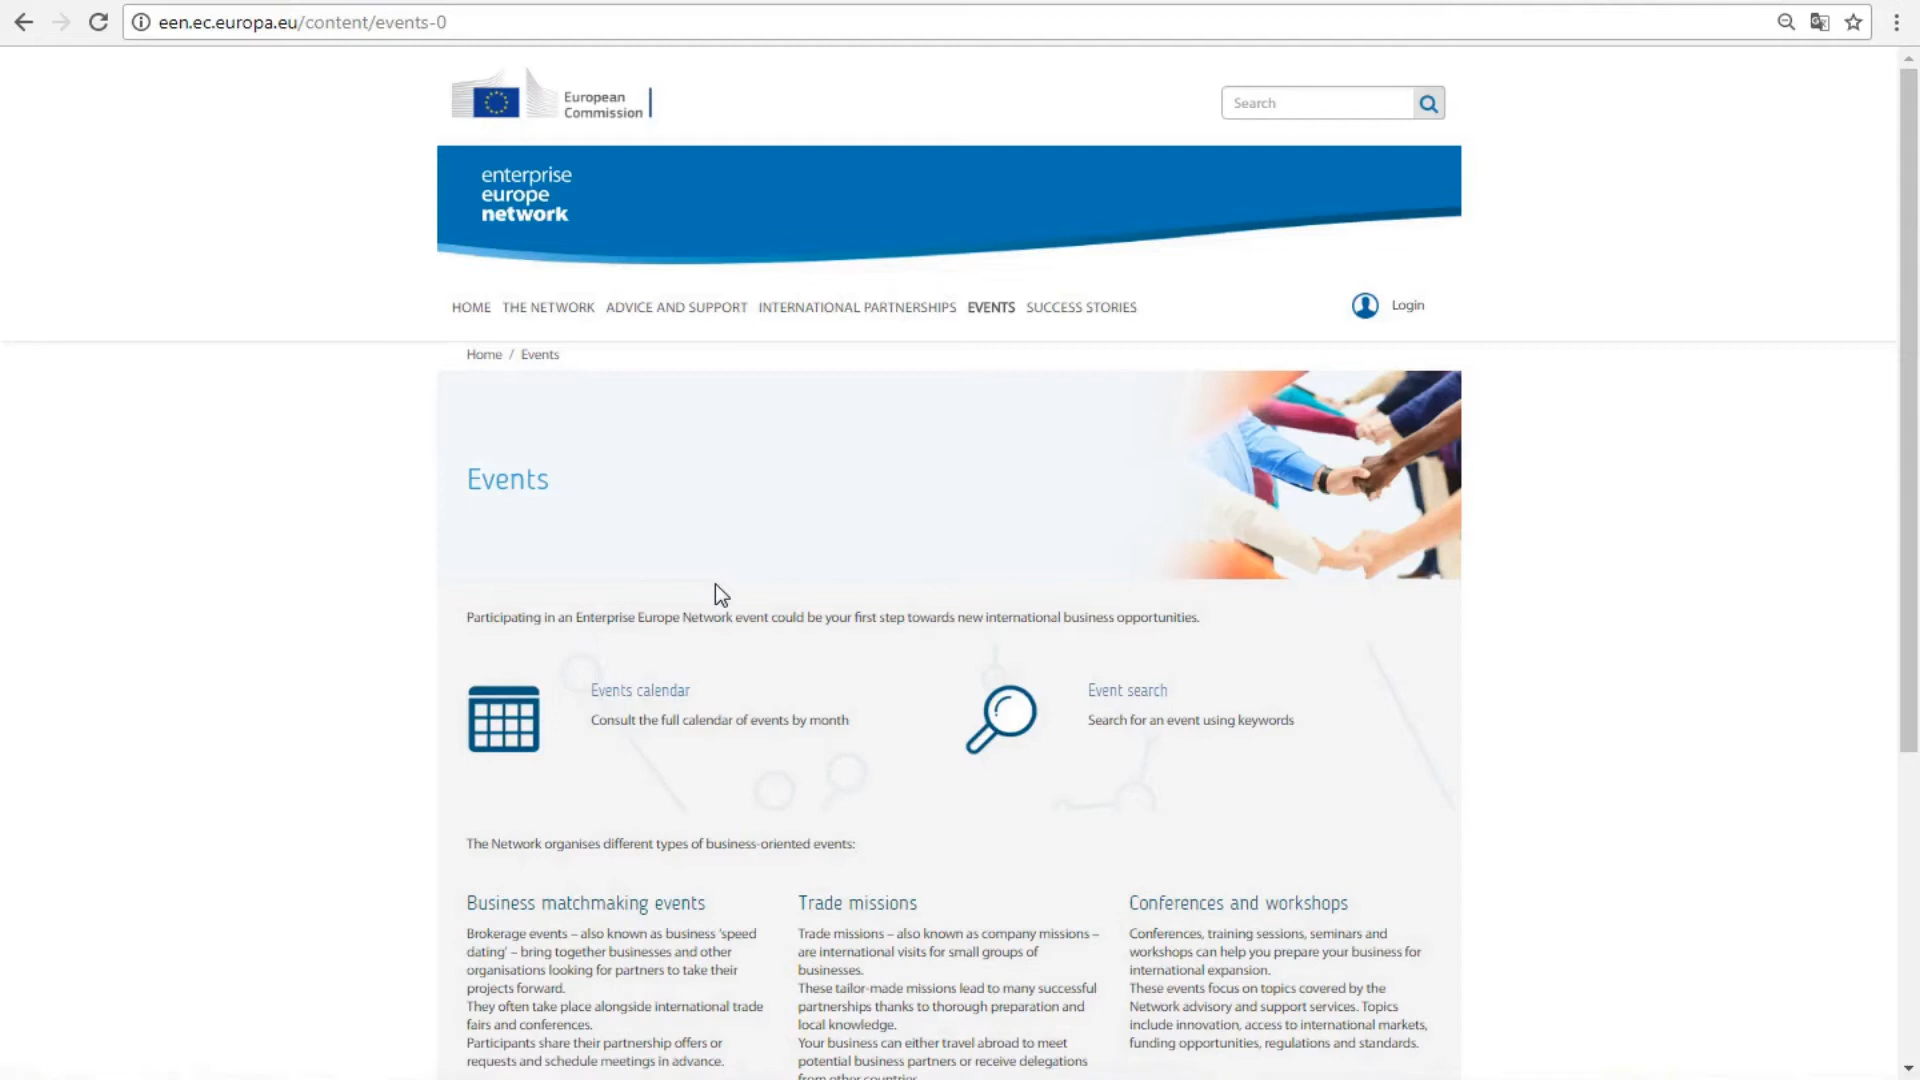 een.ec.europa.eu/content/events-0
European
Commission
Search
enterprise
europe
network
HOME THE NETWORK ADVICE AND SUPPORT INTERNATIONAL PARTNERSHIPS EVENTS SUCCESS STORIES
Login
Home / Events
Events
Participating in an Enterprise Europe Network event could be your first step towards new international business opportunities.
Events calendar
Consult the full calendar of events by month
Event search
Search for an event using keywords
The Network organises different types of business-oriented events:
Business matchmaking events
Brokerage events – also known as business 'speed
dating' – bring together businesses and other
organisations looking for partners to take their
projects forward.
They often take place alongside international trade
fairs and conferences.
Participants share their partnership offers or
requests and schedule meetings in advance.
Trade missions
Trade missions – also known as company missions –
are international visits for small groups of
businesses.
These tailor-made missions lead to many successful
partnerships thanks to thorough preparation and
local knowledge.
Your business can either travel abroad to meet
potential business partners or receive delegations
from other countries.
Conferences and workshops
Conferences, training sessions, seminars and
workshops can help you prepare your business for
international expansion.
These events focus on topics covered by the
Network advisory and support services. Topics
include innovation, access to international markets,
funding opportunities, regulations and standards.